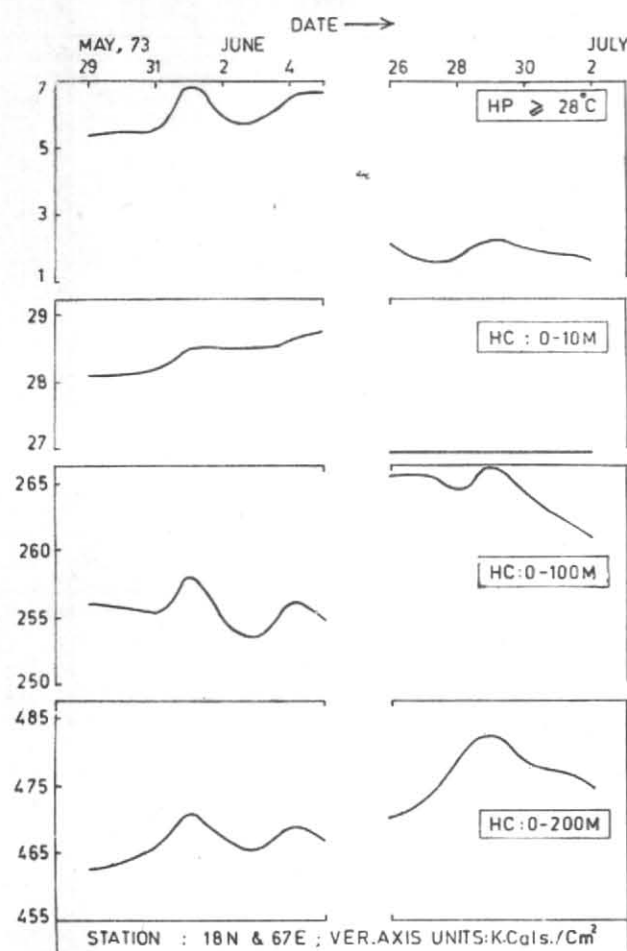 DATE →
MAY, 73 JUNE JULY
29 31 2 4 26 28 30 2
7
HP ⩾ 28°C
5
3
1
29
HC : 0-10M
28
27
265
260
HC:0-100M
255
250
485
475
HC:0-200M
465
455
STATION : 18N & 67E ; VER.AXIS UNITS:K.Cals./Cm²